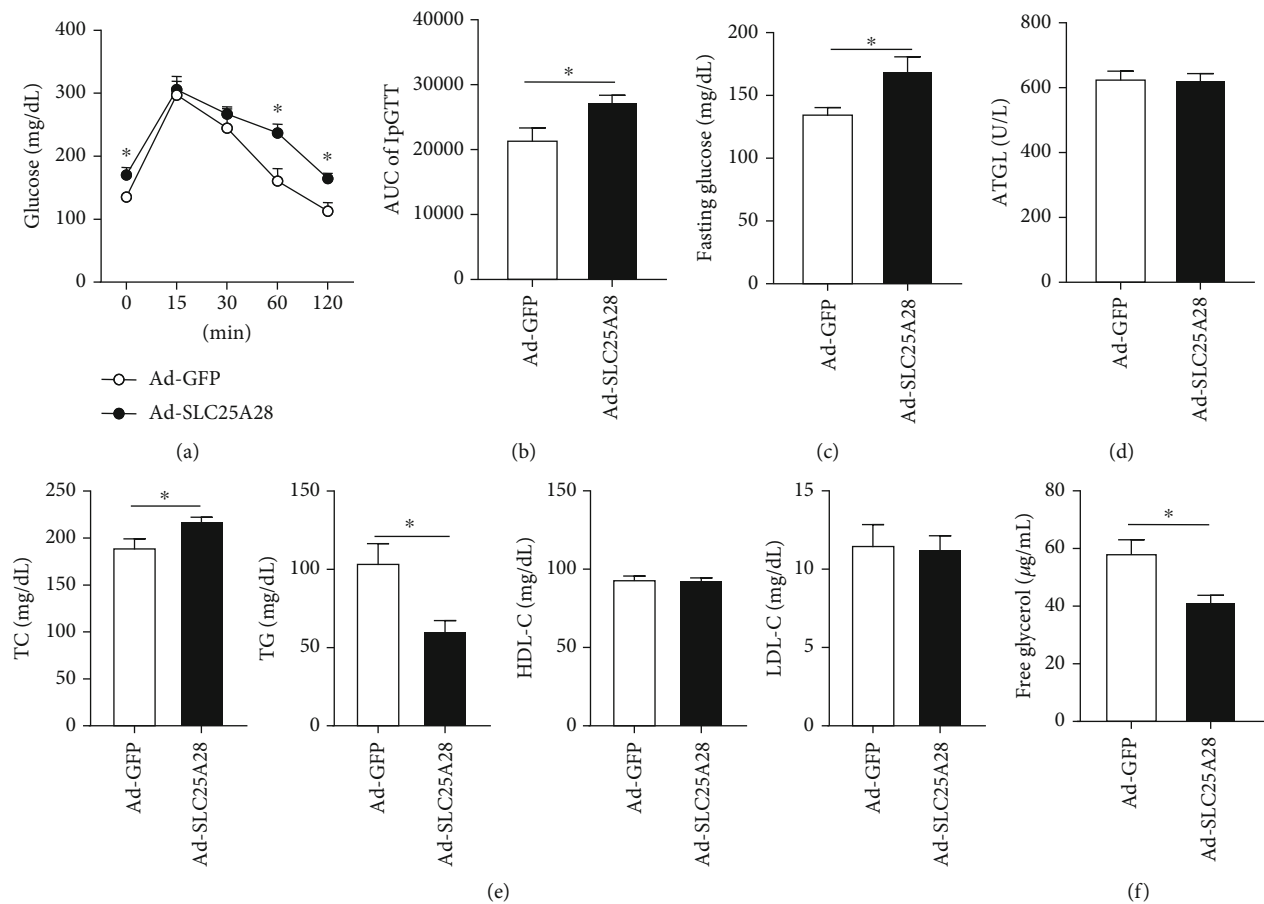 400
300
200
100
0
Glucose (mg/dL)
*
*
*
0 15 30 60 120
(min)
Ad-GFP
Ad-SLC25A28
(a)
40000
30000
20000
10000
0
AUC of IpGTT
*
Ad-GFP
Ad-SLC25A28
(b)
200
150
100
50
0
Fasting glucose (mg/dL)
*
Ad-GFP
Ad-SLC25A28
(c)
800
600
400
200
0
ATGL (U/L)
Ad-GFP
Ad-SLC25A28
(d)
250
200
150
100
50
0
TC (mg/dL)
*
Ad-GFP
Ad-SLC25A28
150
100
50
0
TG (mg/dL)
*
Ad-GFP
Ad-SLC25A28
150
100
50
0
HDL-C (mg/dL)
Ad-GFP
Ad-SLC25A28
15
10
5
0
LDL-C (mg/dL)
Ad-GFP
Ad-SLC25A28
(e)
80
60
40
20
0
Free glycerol (μg/mL)
*
Ad-GFP
Ad-SLC25A28
(f)